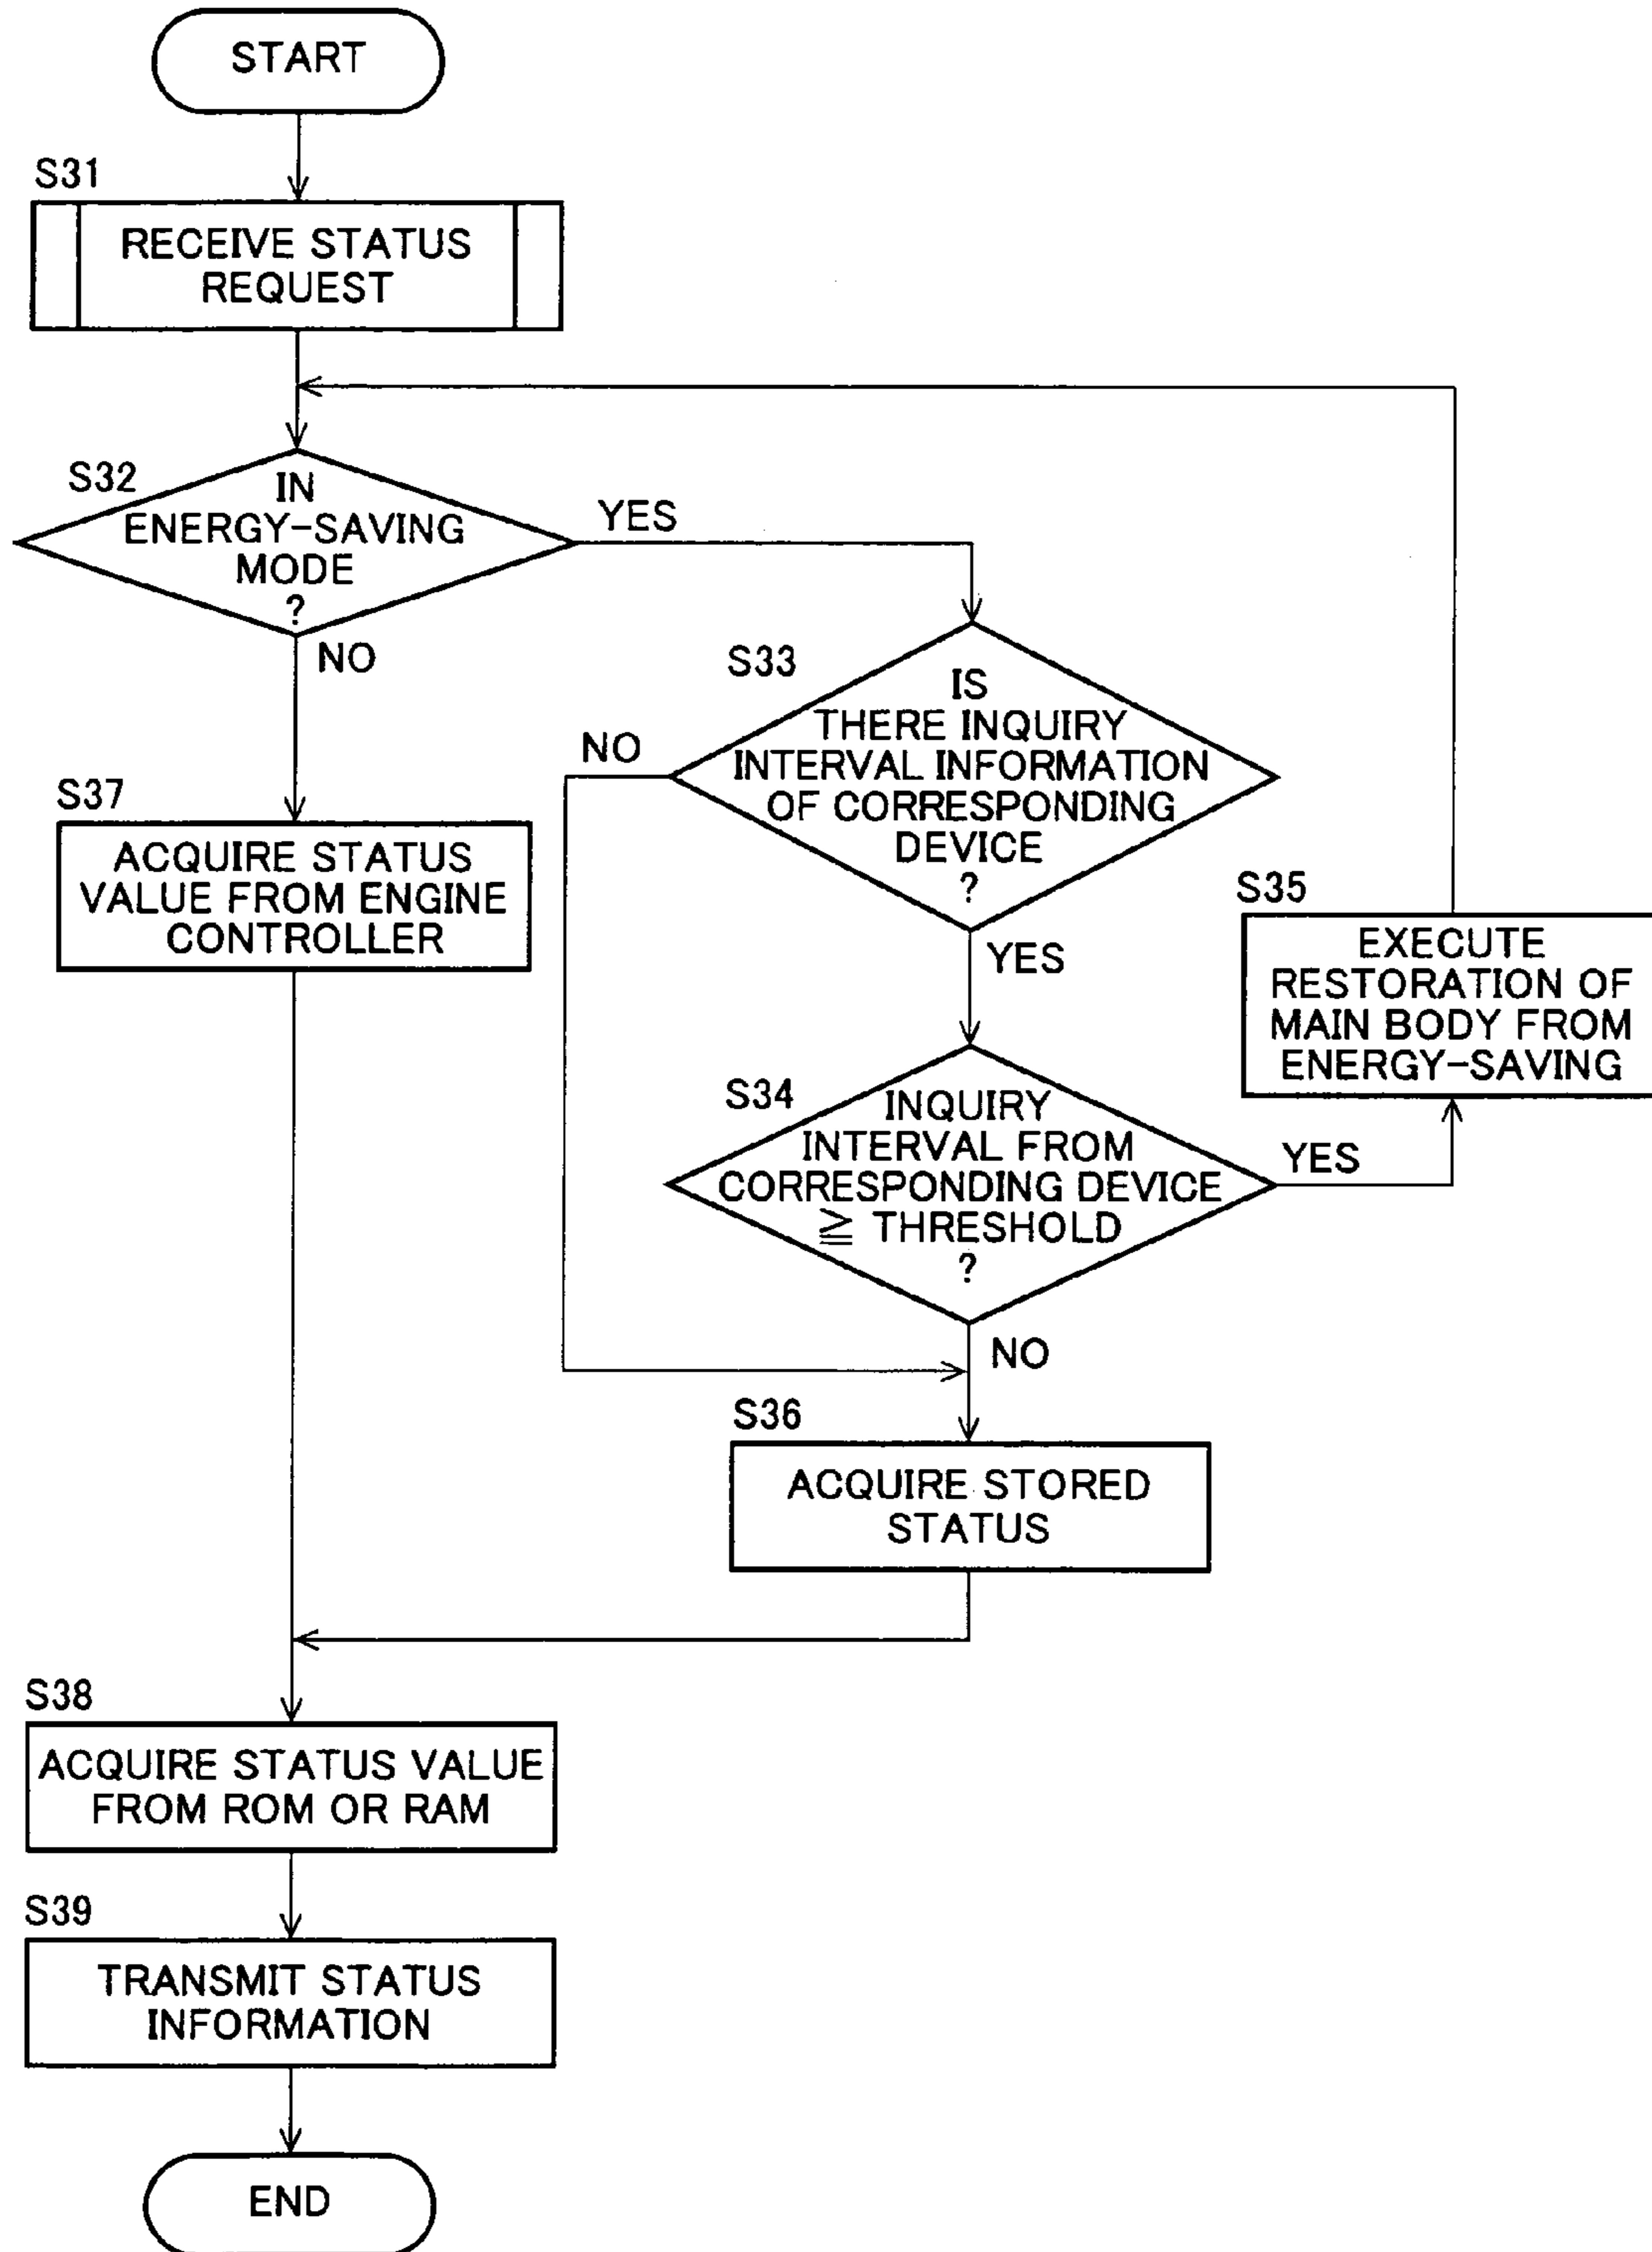 START
S31
RECEIVE STATUS
REQUEST
S32
IN
ENERGY-SAVING
MODE
?
YES
NO
S33
IS
THERE INQUIRY
INTERVAL INFORMATION
OF CORRESPONDING
DEVICE
?
NO
YES
S37
ACQUIRE STATUS
VALUE FROM ENGINE
CONTROLLER
S35
EXECUTE
RESTORATION OF
MAIN BODY FROM
ENERGY-SAVING
S34
INQUIRY
INTERVAL FROM
CORRESPONDING DEVICE
≧ THRESHOLD
?
YES
NO
S36
ACQUIRE STORED
STATUS
S38
ACQUIRE STATUS VALUE
FROM ROM OR RAM
S39
TRANSMIT STATUS
INFORMATION
END